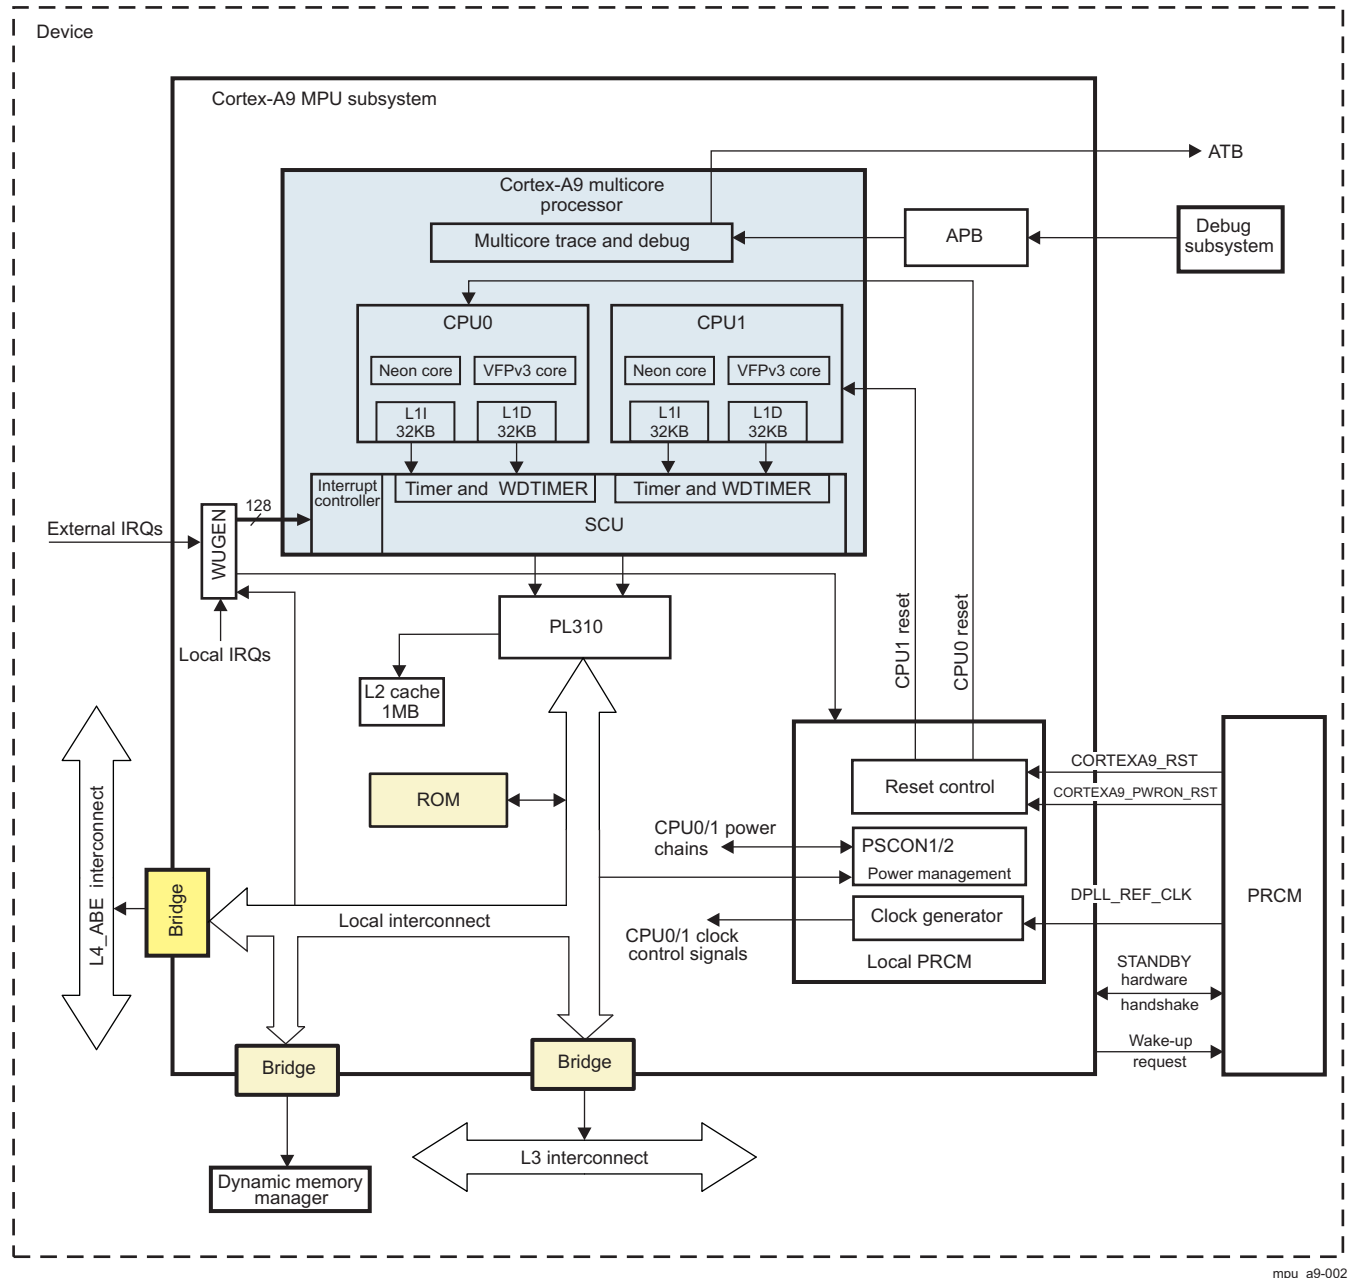 Device
Cortex-A9 MPU subsystem
ATB
Cortex-A9 multicore
processor
Multicore trace and debug
APB
Debug
subsystem
CPU0
CPU1
Neon core
VFPv3 core
Neon core
VFPv3 core
L1I
32KB
L1D
32KB
L1I
32KB
L1D
32KB
Interrupt
controller
Timer and WDTIMER
Timer and WDTIMER
SCU
128
External IRQs
WUGEN
Local IRQs
PL310
CPU1 reset
CPU0 reset
L2 cache
1MB
L4_ABE interconnect
ROM
Reset control
CORTEXA9_RST
CORTEXA9_PWRON_RST
CPU0/1 power
chains
PSCON1/2
Power management
Bridge
Local interconnect
Clock generator
DPLL_REF_CLK
PRCM
CPU0/1 clock
control signals
Local PRCM
STANDBY
hardware
handshake
Wake-up
request
Bridge
Bridge
L3 interconnect
Dynamic memory
manager
mpu_a9-002